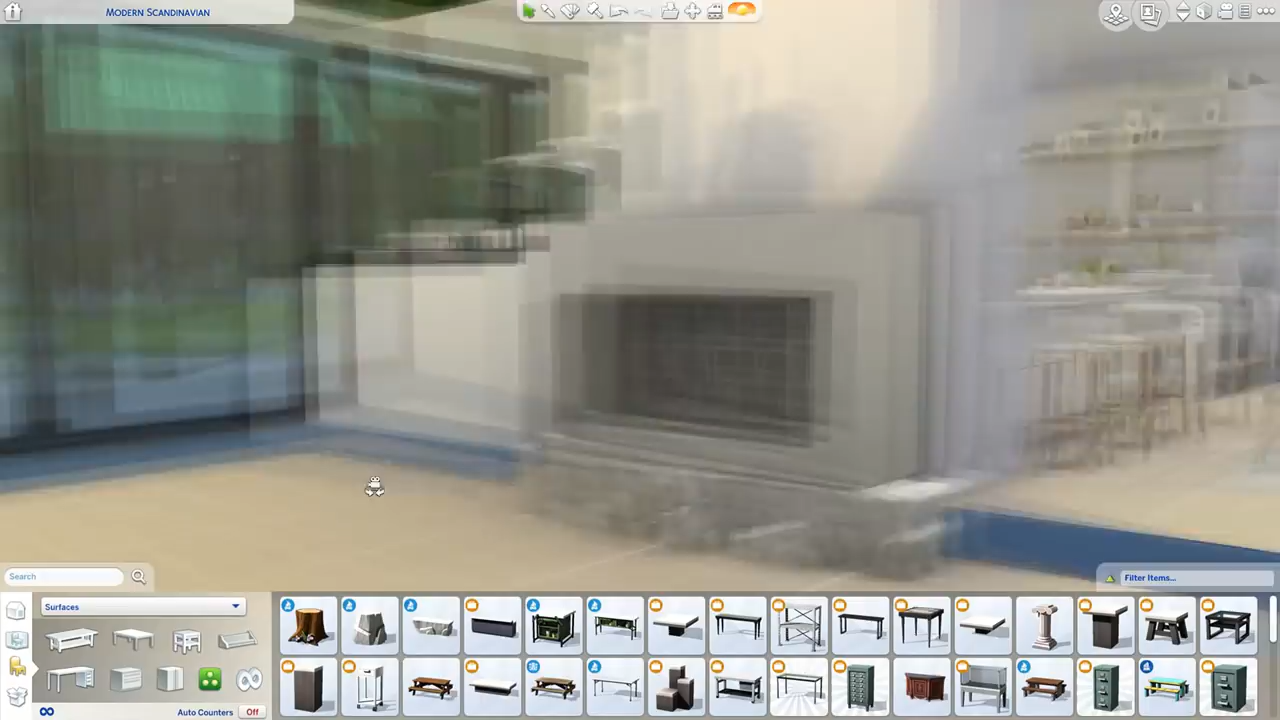 MODERN SCANDINAVIAN
Search
Filter Items...
Surfaces
Auto Counters Off